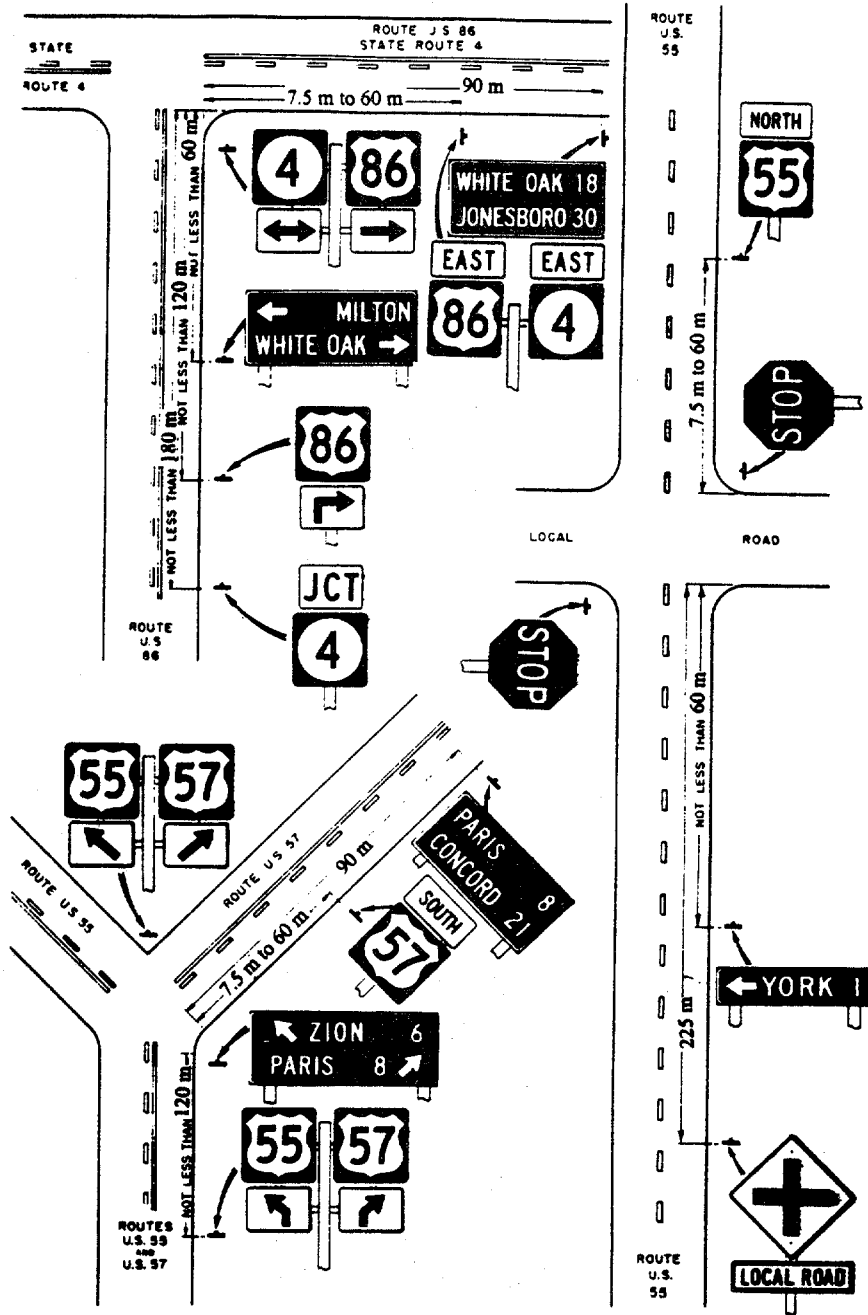 ROUTE U S 86
STATE ROUTE 4
STATE
ROUTE 4
90 m
7.5 m to 60 m
ROUTE
U.S.
55
NORTH
55
4
86
WHITE OAK 18
JONESBORO 30
EAST
EAST
86
4
NOT LESS THAN 60 m
NOT LESS THAN 120 m
NOT LESS THAN 180 m
MILTON
WHITE OAK
7.5 m to 60 m
STOP
86
LOCAL
ROAD
JCT
4
ROUTE
U.S
86
STOP
NOT LESS THAN 60 m
55
57
ROUTE U.S 57
90 m
ROUTE U.S 55
7.5 m to 60 m
PARIS 8
CONCORD 21
SOUTH
57
YORK 1
225 m
ZION 6
PARIS 8
NOT LESS THAN 120 m
55
57
ROUTES
U.S. 55
AND
U.S. 57
ROUTE
U.S.
55
LOCAL ROAD